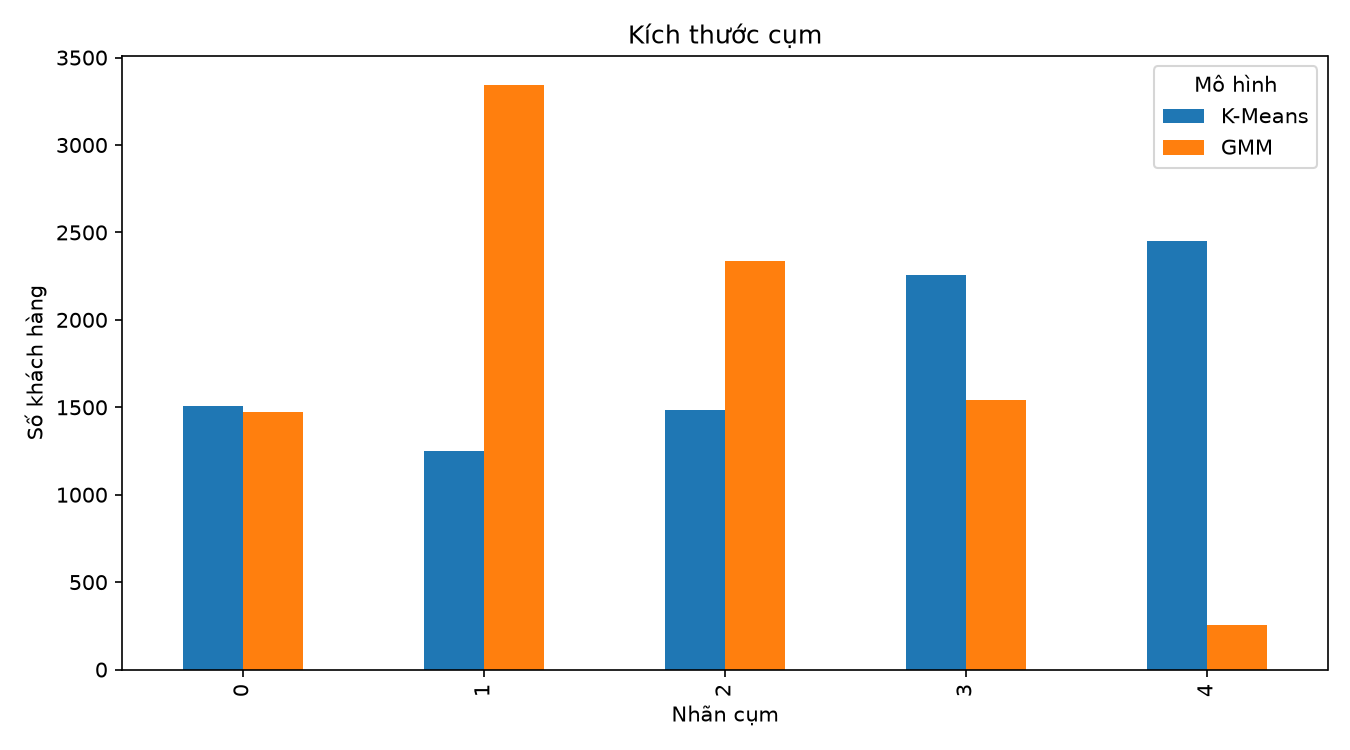 Kích thước cụm
3500
3000
2500
2000
1500
1000
500
0
Số khách hàng
Mô hình
K-Means
GMM
0
1
2
3
4
Nhãn cụm